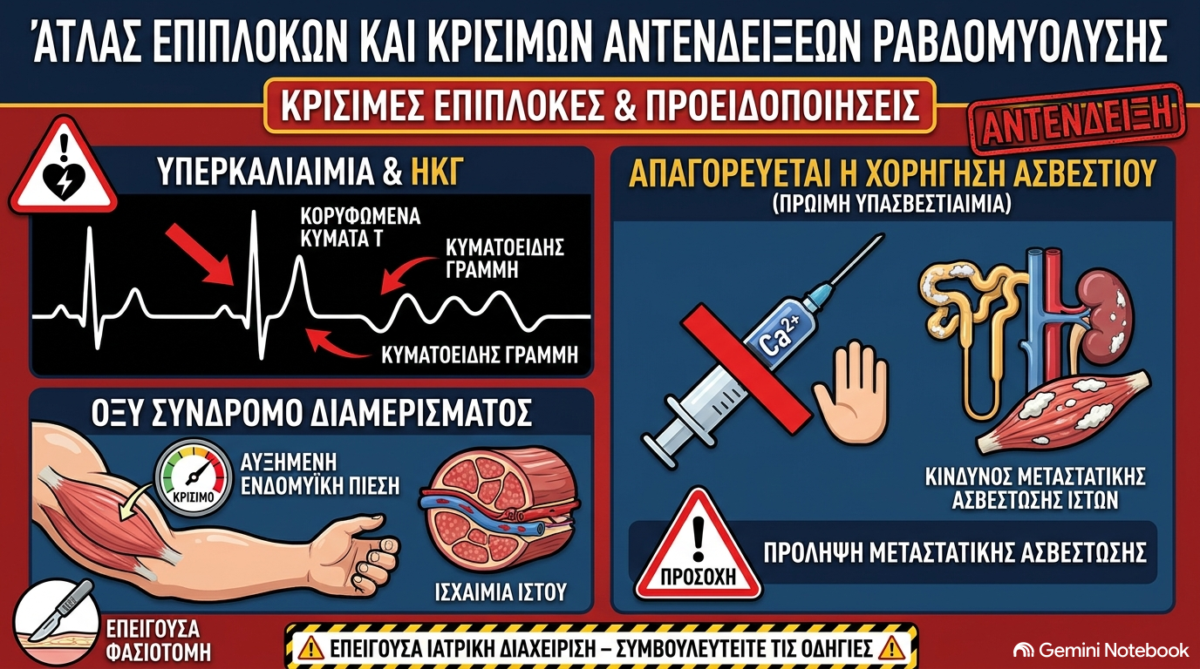 ΆΤΛΑΣ ΕΠΙΠΛΟΚΩΝ ΚΑΙ ΚΡΙΣΙΜΩΝ ΑΝΤΕΝΔΕΙΞΕΩΝ ΡΑΒΔΟΜΥΟΛΥΣΗΣ
ΚΡΙΣΙΜΕΣ ΕΠΙΠΛΟΚΕΣ & ΠΡΟΕΙΔΟΠΟΙΗΣΕΙΣ
ΑΝΤΕΝΔΕΙΞΗ
ΥΠΕΡΚΑΛΙΑΙΜΙΑ & ΗΚΓ
ΚΟΡΥΦΩΜΕΝΑ
ΚΥΜΑΤΑ Τ
ΚΥΜΑΤΟΕΙΔΗΣ
ΓΡΑΜΜΗ
ΚΥΜΑΤΟΕΙΔΗΣ ΓΡΑΜΜΗ
ΟΞΥ ΣΥΝΔΡΟΜΟ ΔΙΑΜΕΡΙΣΜΑΤΟΣ
ΚΡΙΣΙΜΟ
ΑΥΞΗΜΕΝΗ
ΕΝΔΟΜΥΪΚΗ ΠΙΕΣΗ
ΙΣΧΑΙΜΙΑ ΙΣΤΟΥ
ΕΠΕΙΓΟΥΣΑ
ΦΑΣΙΟΤΟΜΗ
ΑΠΑΓΟΡΕΥΕΤΑΙ Η ΧΟΡΗΓΗΣΗ ΑΣΒΕΣΤΙΟΥ
(ΠΡΩΙΜΗ ΥΠΑΣΒΕΣΤΙΑΙΜΙΑ)
Ca²⁺
ΚΙΝΔΥΝΟΣ ΜΕΤΑΣΤΑΤΙΚΗΣ
ΑΣΒΕΣΤΩΣΗΣ ΙΣΤΩΝ
ΠΡΟΣΟΧΗ
ΠΡΟΛΗΨΗ ΜΕΤΑΣΤΑΤΙΚΗΣ ΑΣΒΕΣΤΩΣΗΣ
ΕΠΕΙΓΟΥΣΑ ΙΑΤΡΙΚΗ ΔΙΑΧΕΙΡΙΣΗ – ΣΥΜΒΟΥΛΕΥΤΕΙΤΕ ΤΙΣ ΟΔΗΓΙΕΣ
Gemini Notebook